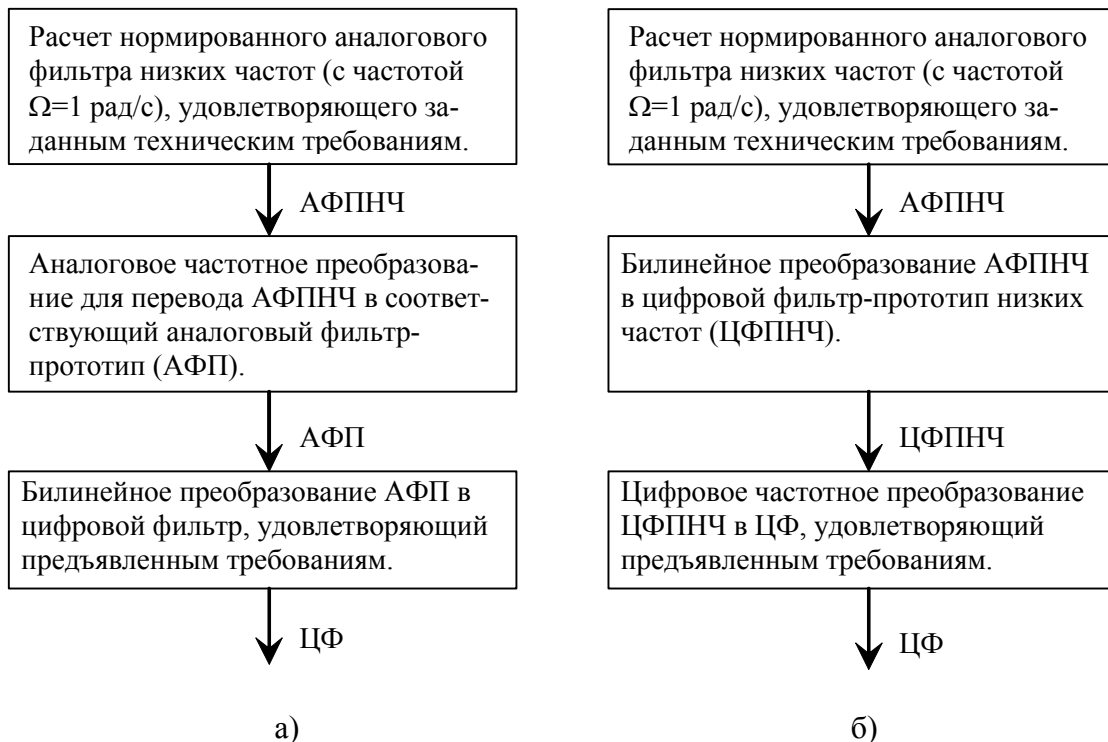 Расчет нормированного аналогового
фильтра низких частот (с частотой
Ω=1 рад/с), удовлетворяющего за-
данным техническим требованиям.
АФПНЧ
Аналоговое частотное преобразова-
ние для перевода АФПНЧ в соответ-
ствующий аналоговый фильтр-
прототип (АФП).
АФП
Билинейное преобразование АФП в
цифровой фильтр, удовлетворяющий
предъявленным требованиям.
ЦФ
а)
Расчет нормированного аналогового
фильтра низких частот (с частотой
Ω=1 рад/с), удовлетворяющего за-
данным техническим требованиям.
АФПНЧ
Билинейное преобразование АФПНЧ
в цифровой фильтр-прототип низких
частот (ЦФПНЧ).
ЦФПНЧ
Цифровое частотное преобразование
ЦФПНЧ в ЦФ, удовлетворяющий
предъявленным требованиям.
ЦФ
б)